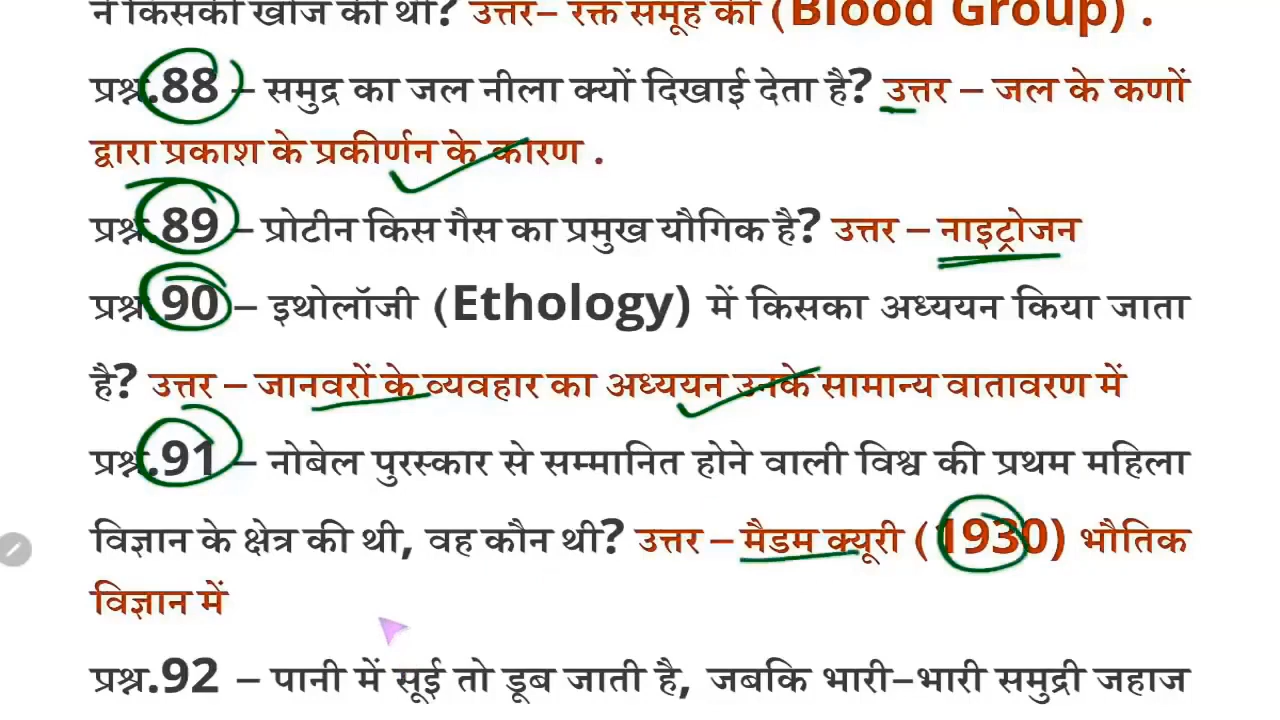 ने किसकी खोज की थी? उत्तर– रक्त समूह की (Blood Group) .
प्रश्न.88 – समुद्र का जल नीला क्यों दिखाई देता है? उत्तर – जल के कणों
द्वारा प्रकाश के प्रकीर्णन के कारण .
प्रश्न.89 – प्रोटीन किस गैस का प्रमुख यौगिक है? उत्तर – नाइट्रोजन
प्रश्न.90 – इथोलॉजी (Ethology) में किसका अध्ययन किया जाता
है? उत्तर – जानवरों के व्यवहार का अध्ययन उनके सामान्य वातावरण में
प्रश्न.91 – नोबेल पुरस्कार से सम्मानित होने वाली विश्व की प्रथम महिला
विज्ञान के क्षेत्र की थी, वह कौन थी? उत्तर – मैडम क्यूरी (1930) भौतिक
विज्ञान में
प्रश्न.92 – पानी में सूई तो डूब जाती है, जबकि भारी–भारी समुद्री जहाज